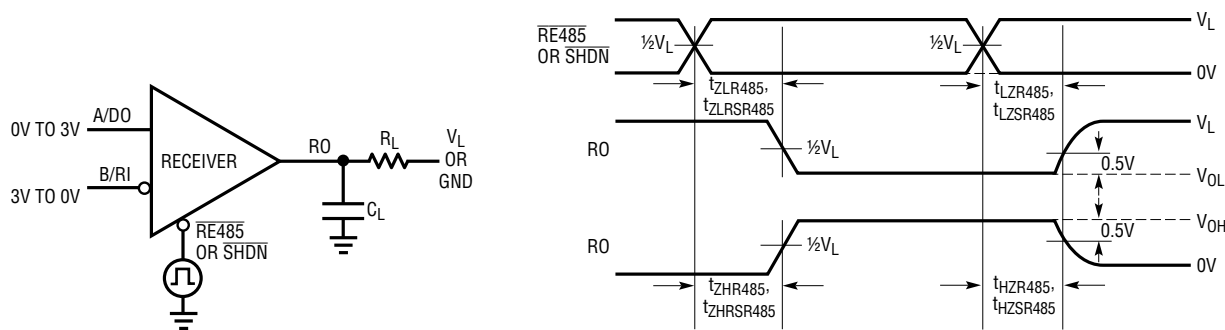 0V TO 3V
A/DO
3V TO 0V
B/RI
RECEIVER
RO
R_L
V_L
OR
GND
C_L
RE485
OR SHDN
RE485
OR SHDN
½V_L
½V_L
V_L
0V
t_ZLR485,
t_ZLRSR485
t_LZR485,
t_LZSR485
RO
½V_L
V_L
0.5V
V_OL
RO
½V_L
V_OH
0.5V
0V
t_ZHR485,
t_ZHRSR485
t_HZR485,
t_HZSR485